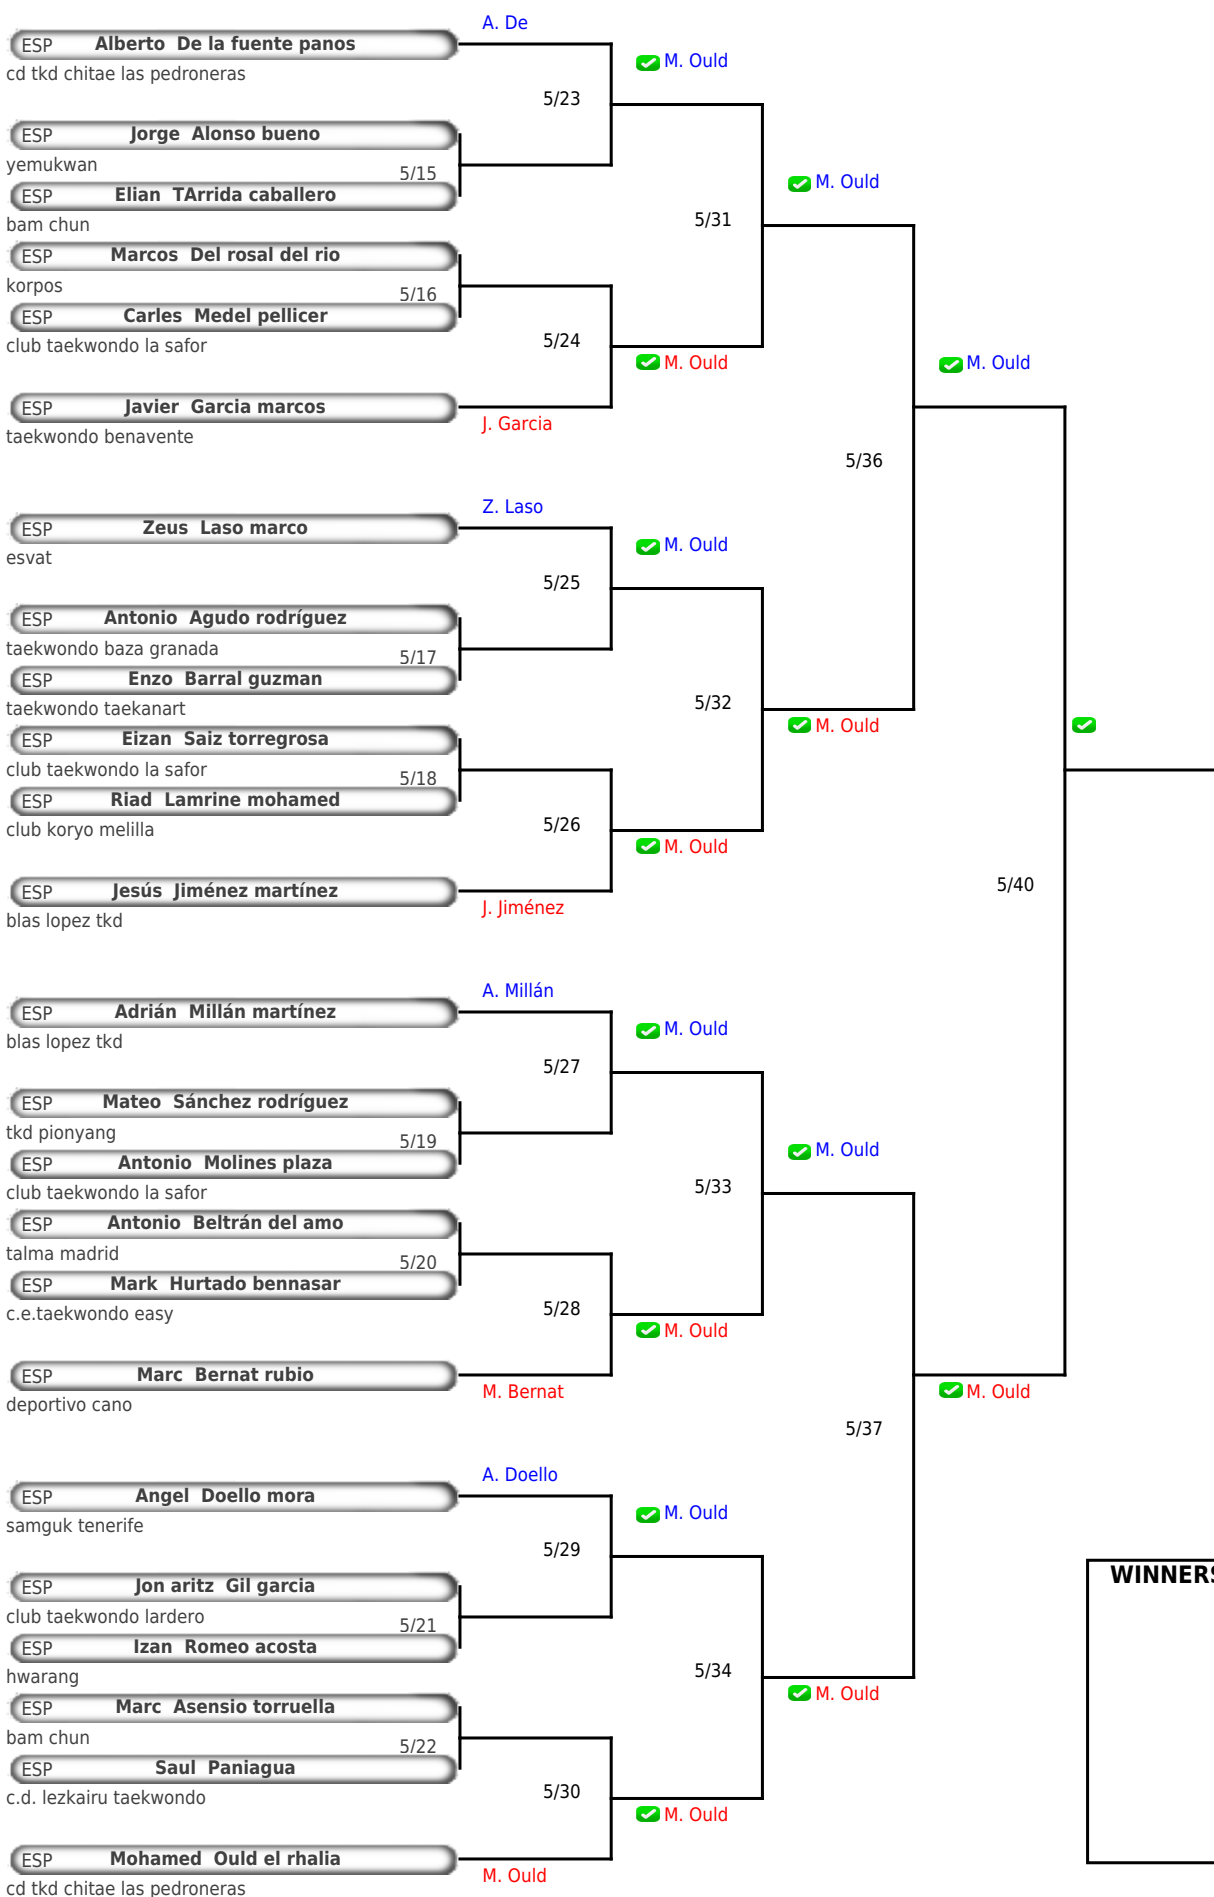 A. De
ESP Alberto De la fuente panos
cd tkd chitae las pedroneras
M. Ould
5/23
ESP Jorge Alonso bueno
yemukwan
5/15
ESP Elian TArrida caballero
bam chun
M. Ould
5/31
ESP Marcos Del rosal del rio
korpos
5/16
ESP Carles Medel pellicer
club taekwondo la safor
5/24
M. Ould
M. Ould
ESP Javier Garcia marcos
taekwondo benavente
J. Garcia
5/36
Z. Laso
ESP Zeus Laso marco
esvat
M. Ould
5/25
ESP Antonio Agudo rodríguez
taekwondo baza granada
5/17
ESP Enzo Barral guzman
taekwondo taekanart
5/32
M. Ould
ESP Eizan Saiz torregrosa
club taekwondo la safor
5/18
ESP Riad Lamrine mohamed
club koryo melilla
5/26
M. Ould
ESP Jesús Jiménez martínez
blas lopez tkd
J. Jiménez
5/40
A. Millán
ESP Adrián Millán martínez
blas lopez tkd
M. Ould
5/27
ESP Mateo Sánchez rodríguez
tkd pionyang
5/19
ESP Antonio Molines plaza
club taekwondo la safor
M. Ould
5/33
ESP Antonio Beltrán del amo
talma madrid
5/20
ESP Mark Hurtado bennasar
c.e.taekwondo easy
5/28
M. Ould
ESP Marc Bernat rubio
deportivo cano
M. Bernat
M. Ould
5/37
A. Doello
ESP Angel Doello mora
samguk tenerife
M. Ould
5/29
ESP Jon aritz Gil garcia
club taekwondo lardero
5/21
ESP Izan Romeo acosta
hwarang
WINNERS
5/34
M. Ould
ESP Marc Asensio torruella
bam chun
5/22
ESP Saul Paniagua
c.d. lezkairu taekwondo
5/30
M. Ould
ESP Mohamed Ould el rhalia
cd tkd chitae las pedroneras
M. Ould